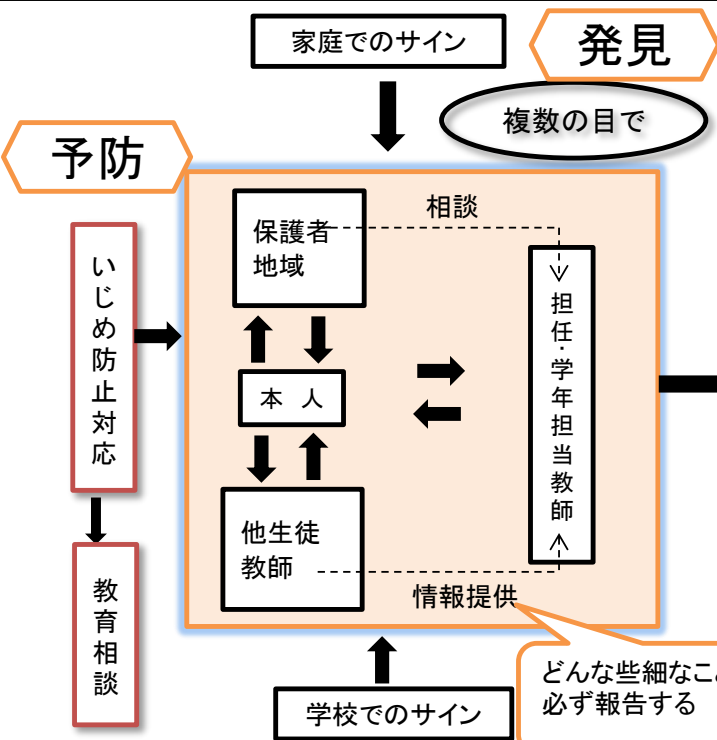 家庭でのサイン
発見
複数の目で
予防
保護者
地域
相談
いじめ防止対応
担任・学年担当教師
本 人
他生徒
教師
情報提供
教育相談
どんな些細なこ
必ず報告する
学校でのサイン